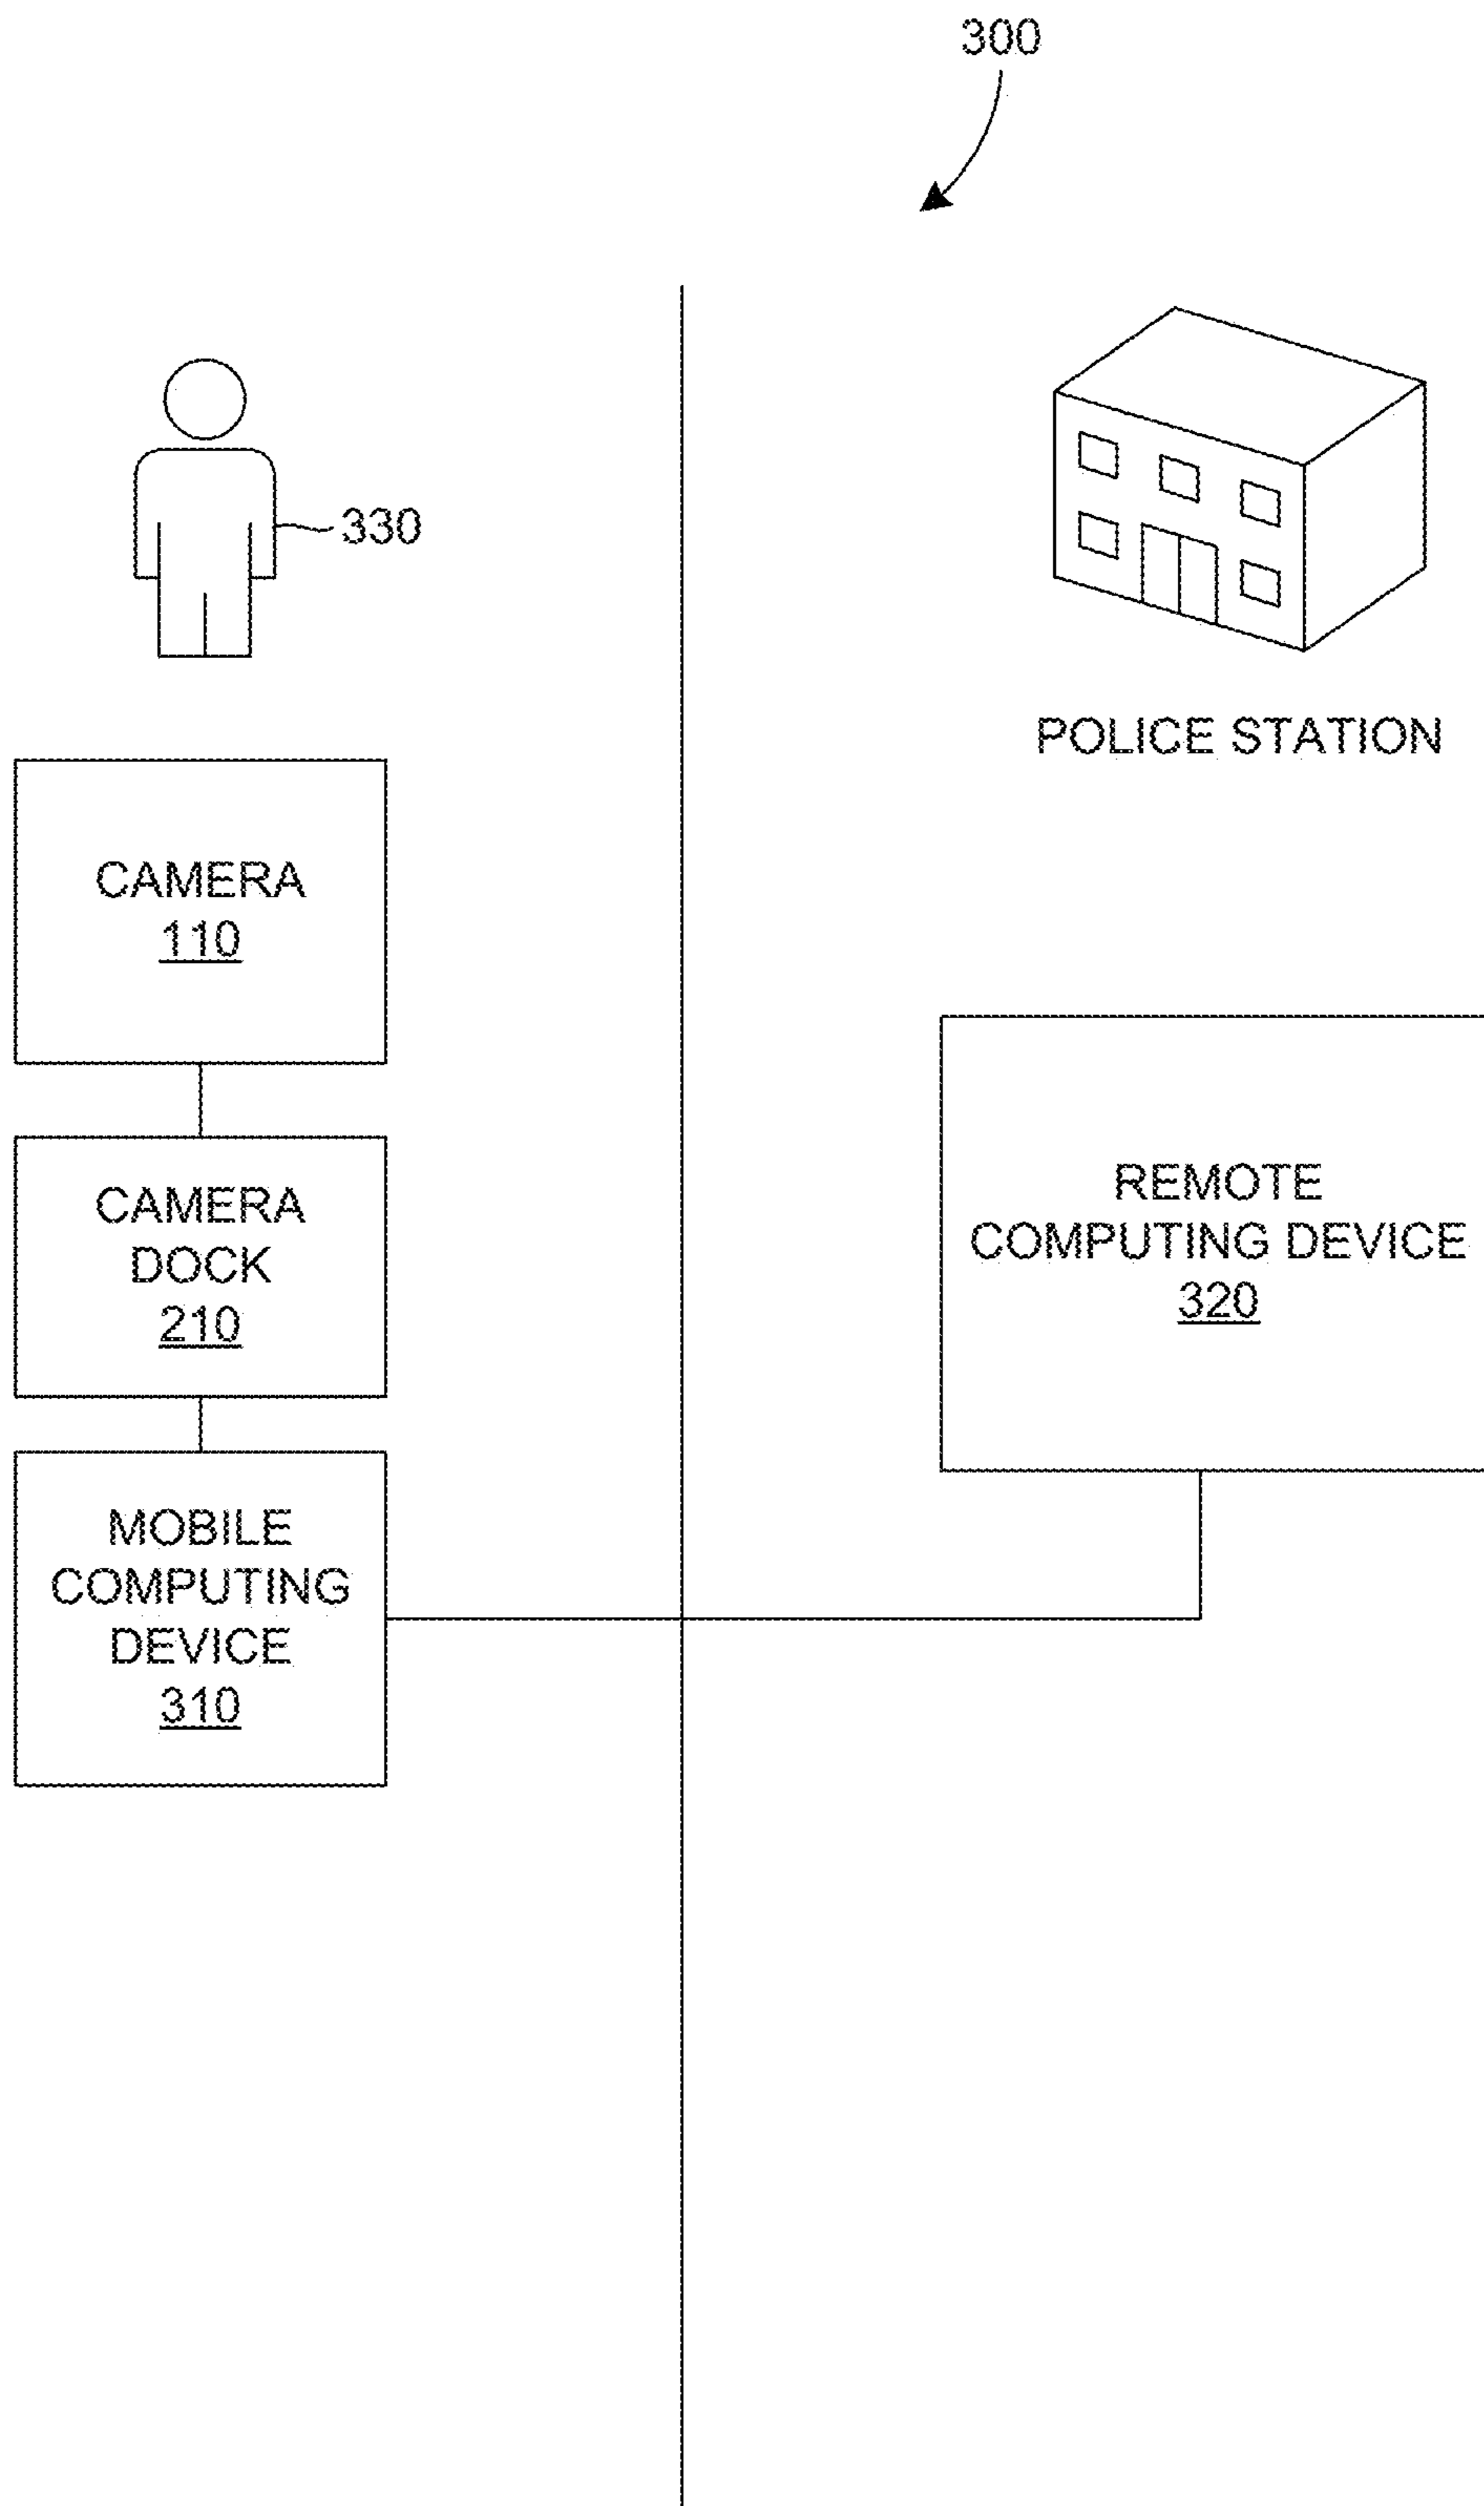 300
330
POLICE STATION
CAMERA
110
CAMERA
DOCK
210
REMOTE
COMPUTING DEVICE
320
MOBILE
COMPUTING
DEVICE
310